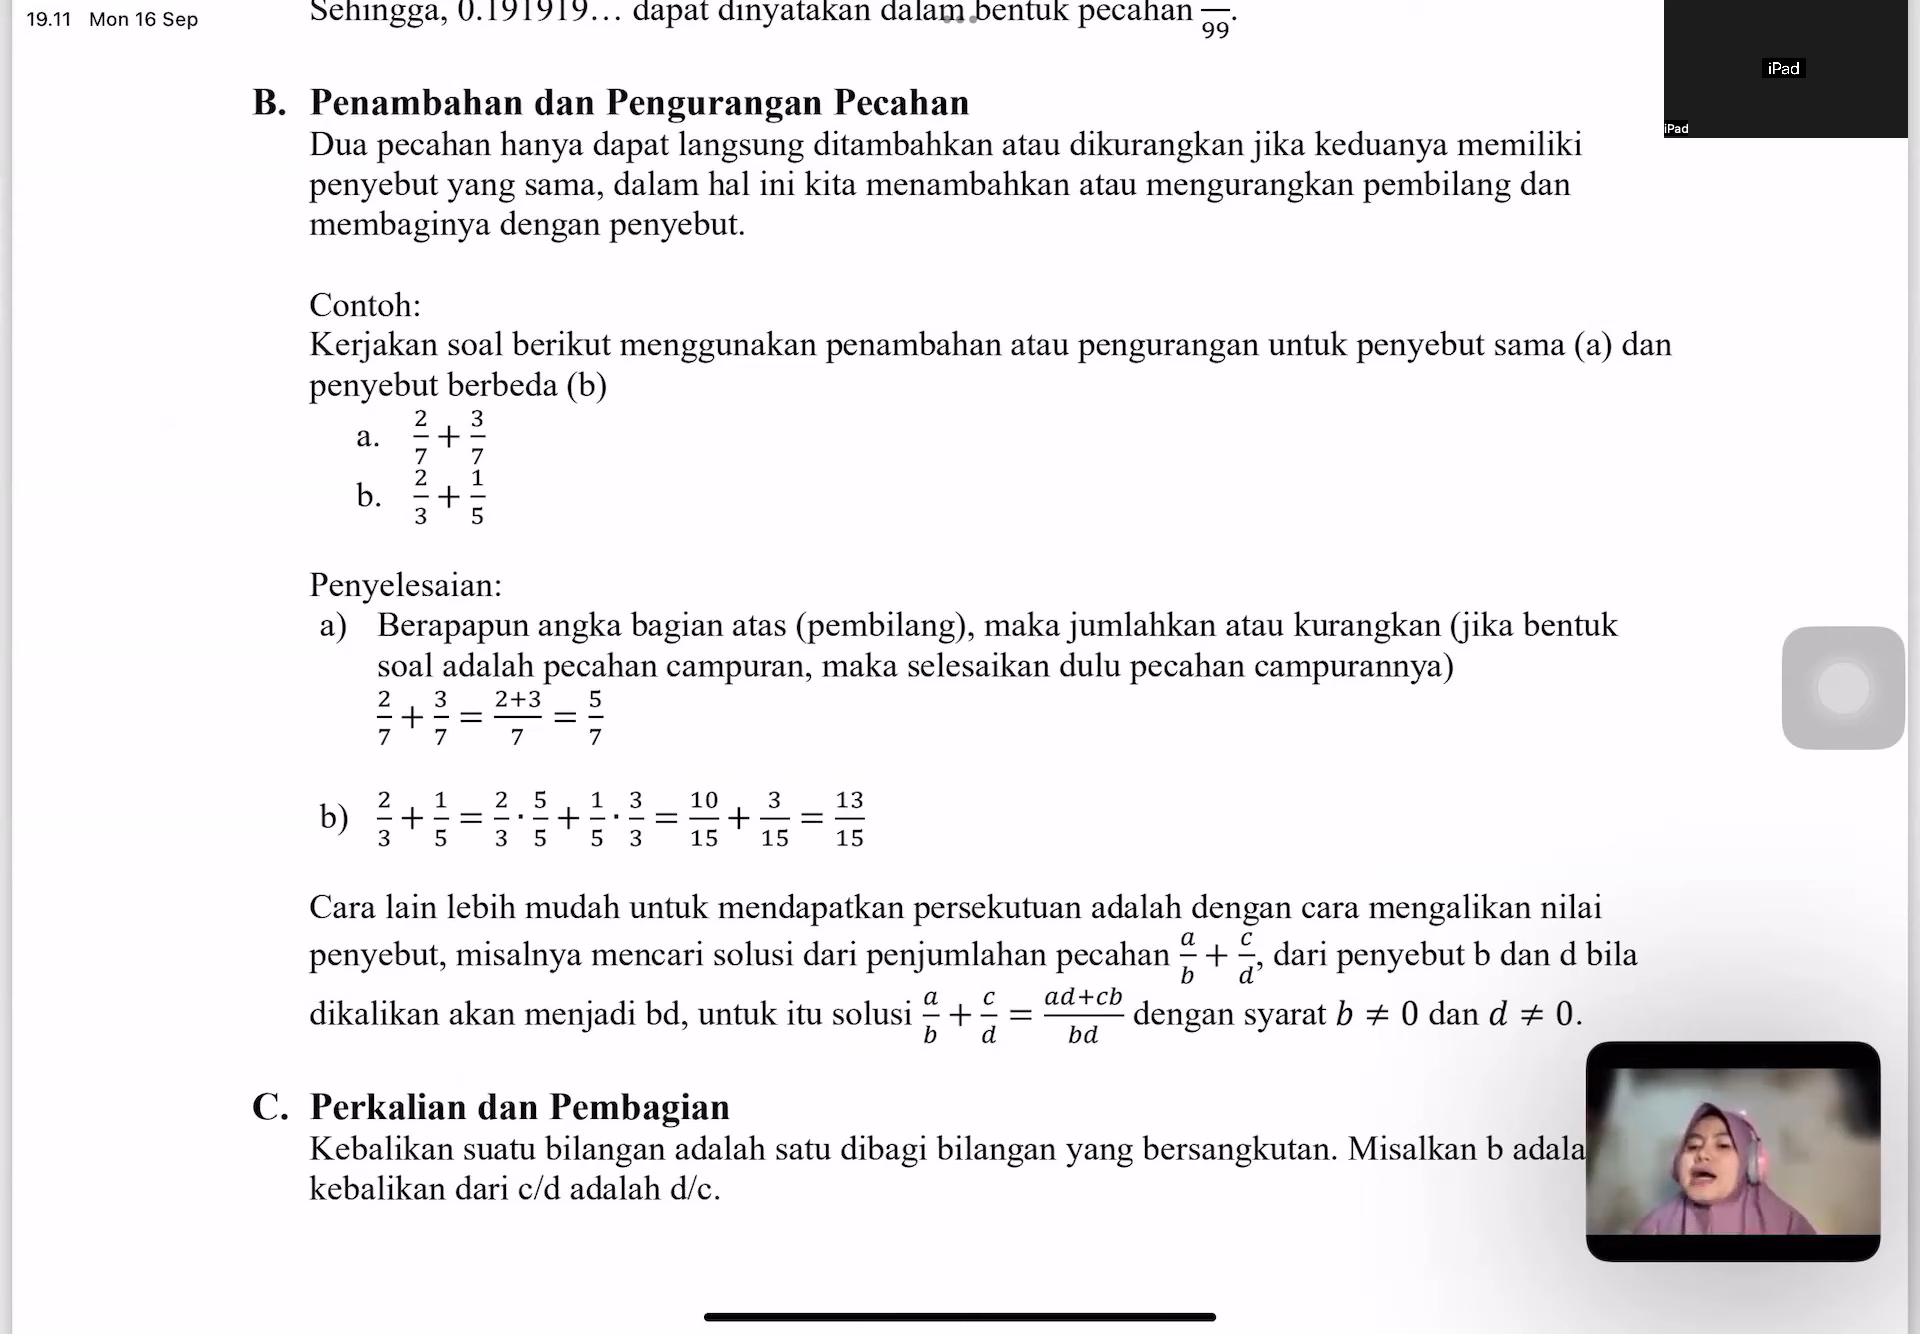 19.11 Mon 16 Sep
Sehingga, 0.191919... dapat dinyatakan dalam bentuk pecahan /99.
iPad
iPad
B. Penambahan dan Pengurangan Pecahan
Dua pecahan hanya dapat langsung ditambahkan atau dikurangkan jika keduanya memiliki
penyebut yang sama, dalam hal ini kita menambahkan atau mengurangkan pembilang dan
membaginya dengan penyebut.
Contoh:
Kerjakan soal berikut menggunakan penambahan atau pengurangan untuk penyebut sama (a) dan
penyebut berbeda (b)
a. 2/7 + 3/7
b. 2/3 + 1/5
Penyelesaian:
a) Berapapun angka bagian atas (pembilang), maka jumlahkan atau kurangkan (jika bentuk
soal adalah pecahan campuran, maka selesaikan dulu pecahan campurannya)
2/7 + 3/7 = 2+3/7 = 5/7
b) 2/3 + 1/5 = 2/3 · 5/5 + 1/5 · 3/3 = 10/15 + 3/15 = 13/15
Cara lain lebih mudah untuk mendapatkan persekutuan adalah dengan cara mengalikan nilai
penyebut, misalnya mencari solusi dari penjumlahan pecahan a/b + c/d, dari penyebut b dan d bila
dikalikan akan menjadi bd, untuk itu solusi a/b + c/d = ad+cb/bd dengan syarat b ≠ 0 dan d ≠ 0.
C. Perkalian dan Pembagian
Kebalikan suatu bilangan adalah satu dibagi bilangan yang bersangkutan. Misalkan b adala
kebalikan dari c/d adalah d/c.